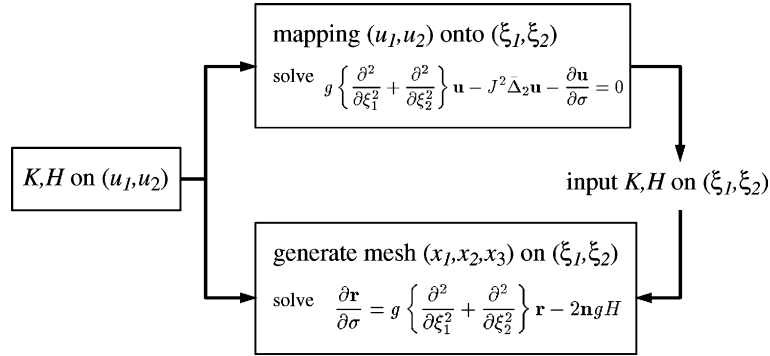 mapping (u₁,u₂) onto (ξ₁,ξ₂)
solve g { ∂²/∂ξ₁² + ∂²/∂ξ₂² } u − J² Δ̄₂u − ∂u/∂σ = 0
K,H on (u₁,u₂)
input K,H on (ξ₁,ξ₂)
generate mesh (x₁,x₂,x₃) on (ξ₁,ξ₂)
solve ∂r/∂σ = g { ∂²/∂ξ₁² + ∂²/∂ξ₂² } r − 2ngH